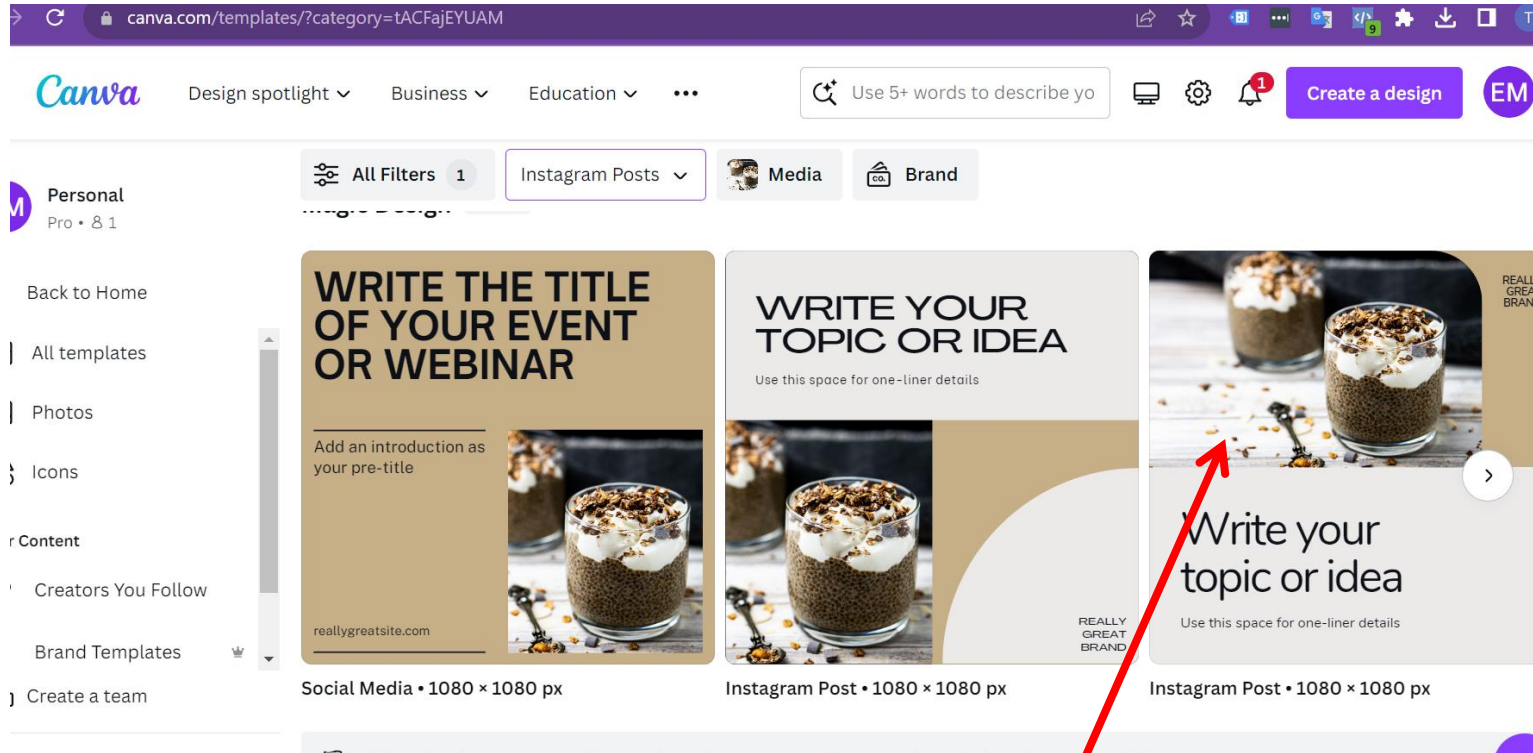 canva.com/templates/?category=tACFajEYUAM
9
T
Canva
Design spotlight
Business
Education
•••
Use 5+ words to describe yo
1
Create a design
EM
All Filters 1
Instagram Posts
Media
CO.
Brand
Personal
Pro • 1
Back to Home
All templates
Photos
Icons
Content
Creators You Follow
Brand Templates
Create a team
WRITE THE TITLE
OF YOUR EVENT
OR WEBINAR
Add an introduction as
your pre-title
reallygreatsite.com
Social Media • 1080 × 1080 px
WRITE YOUR
TOPIC OR IDEA
Use this space for one-liner details
REALLY
GREAT
BRAND
Instagram Post • 1080 × 1080 px
Write your
topic or idea
Use this space for one-liner details
Instagram Post • 1080 × 1080 px